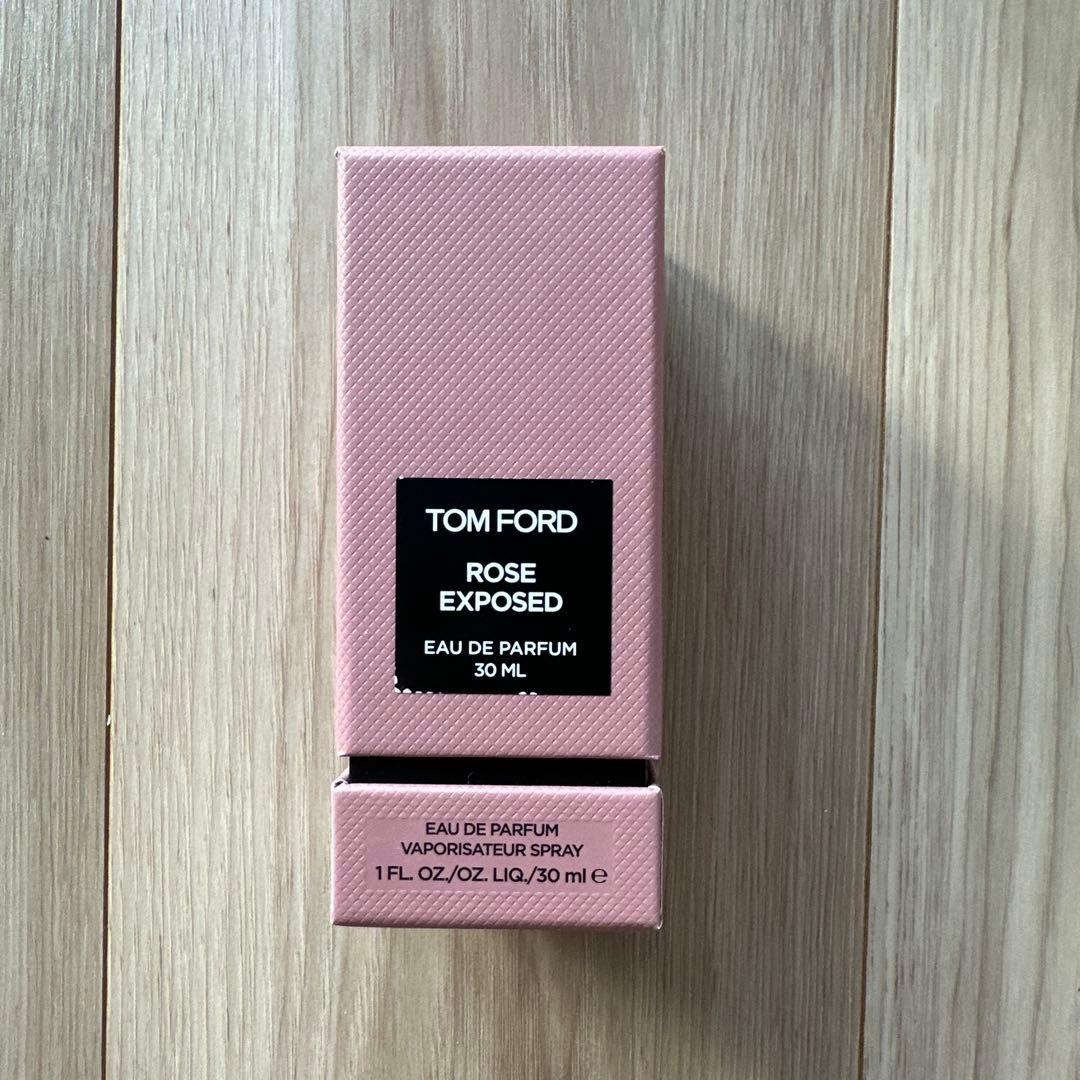 TOM FORD
ROSE
EXPOSED
EAU DE PARFUM
30 ML
EAU DE PARFUM
VAPORISATEUR SPRAY
1 FL. OZ./OZ. LIQ./30 ml ℮